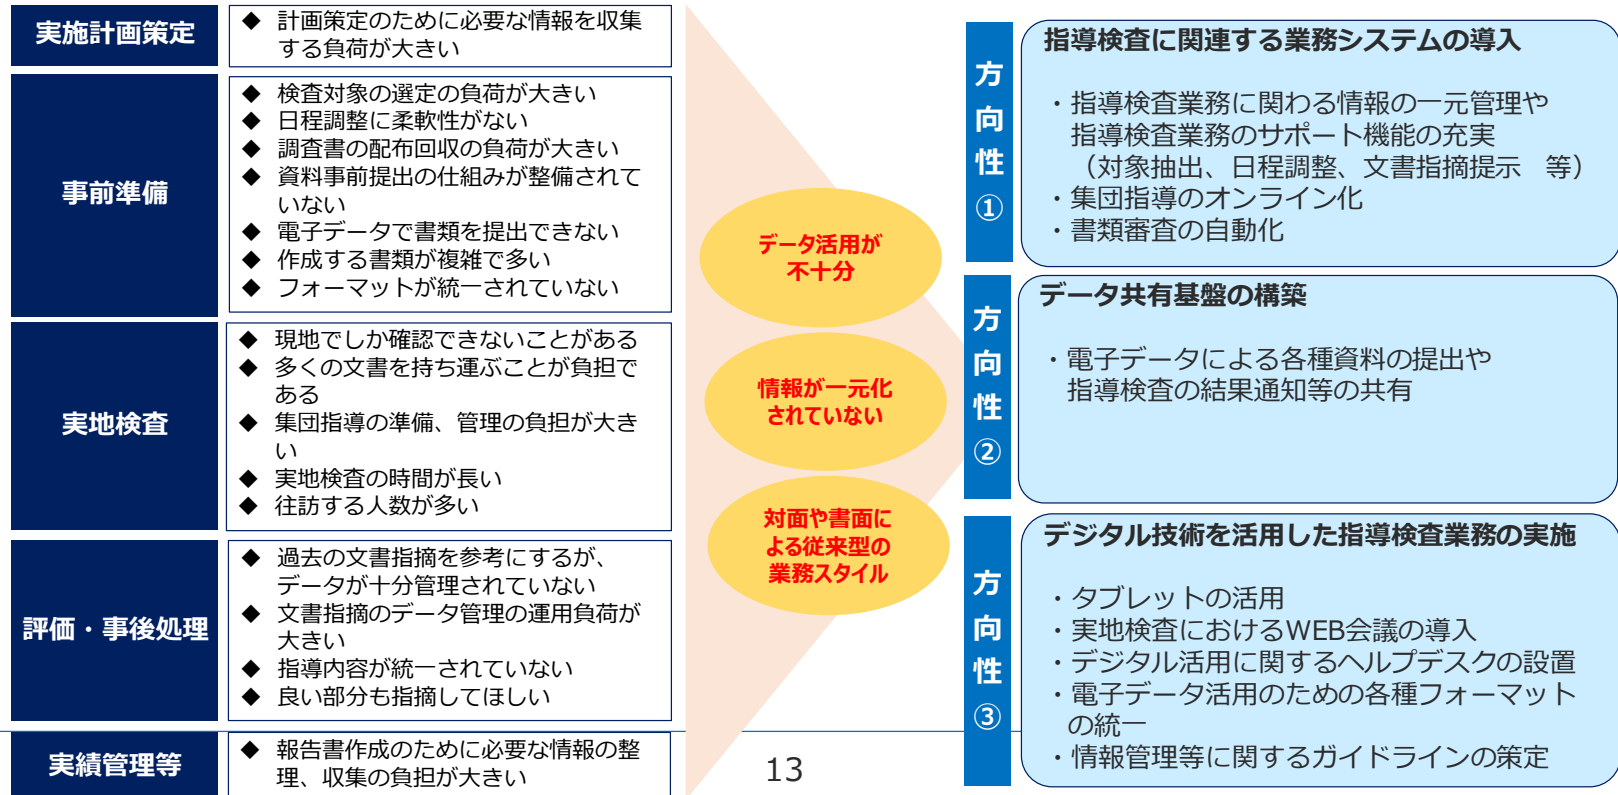 実施計画策定
◆ 計画策定のために必要な情報を収集
する負荷が大きい
事前準備
◆ 検査対象の選定の負荷が大きい
◆ 日程調整に柔軟性がない
◆ 調査書の配布回収の負荷が大きい
◆ 資料事前提出の仕組みが整備されて
いない
◆ 電子データで書類を提出できない
◆ 作成する書類が複雑で多い
◆ フォーマットが統一されていない
実地検査
◆ 現地でしか確認できないことがある
◆ 多くの文書を持ち運ぶことが負担で
ある
◆ 集団指導の準備、管理の負担が大き
い
◆ 実地検査の時間が長い
◆ 往訪する人数が多い
評価・事後処理
◆ 過去の文書指摘を参考にするが、
データが十分管理されていない
◆ 文書指摘のデータ管理の運用負荷が
大きい
◆ 指導内容が統一されていない
◆ 良い部分も指摘してほしい
実績管理等
◆ 報告書作成のために必要な情報の整
理、収集の負担が大きい
データ活用が
不十分
情報が一元化
されていない
対面や書面に
よる従来型の
業務スタイル
方向性①
指導検査に関連する業務システムの導入
・指導検査業務に関わる情報の一元管理や
指導検査業務のサポート機能の充実
（対象抽出、日程調整、文書指摘提示　等）
・集団指導のオンライン化
・書類審査の自動化
方向性②
データ共有基盤の構築
・電子データによる各種資料の提出や
指導検査の結果通知等の共有
方向性③
デジタル技術を活用した指導検査業務の実施
・タブレットの活用
・実地検査におけるWEB会議の導入
・デジタル活用に関するヘルプデスクの設置
・電子データ活用のための各種フォーマット
の統一
・情報管理等に関するガイドラインの策定
13